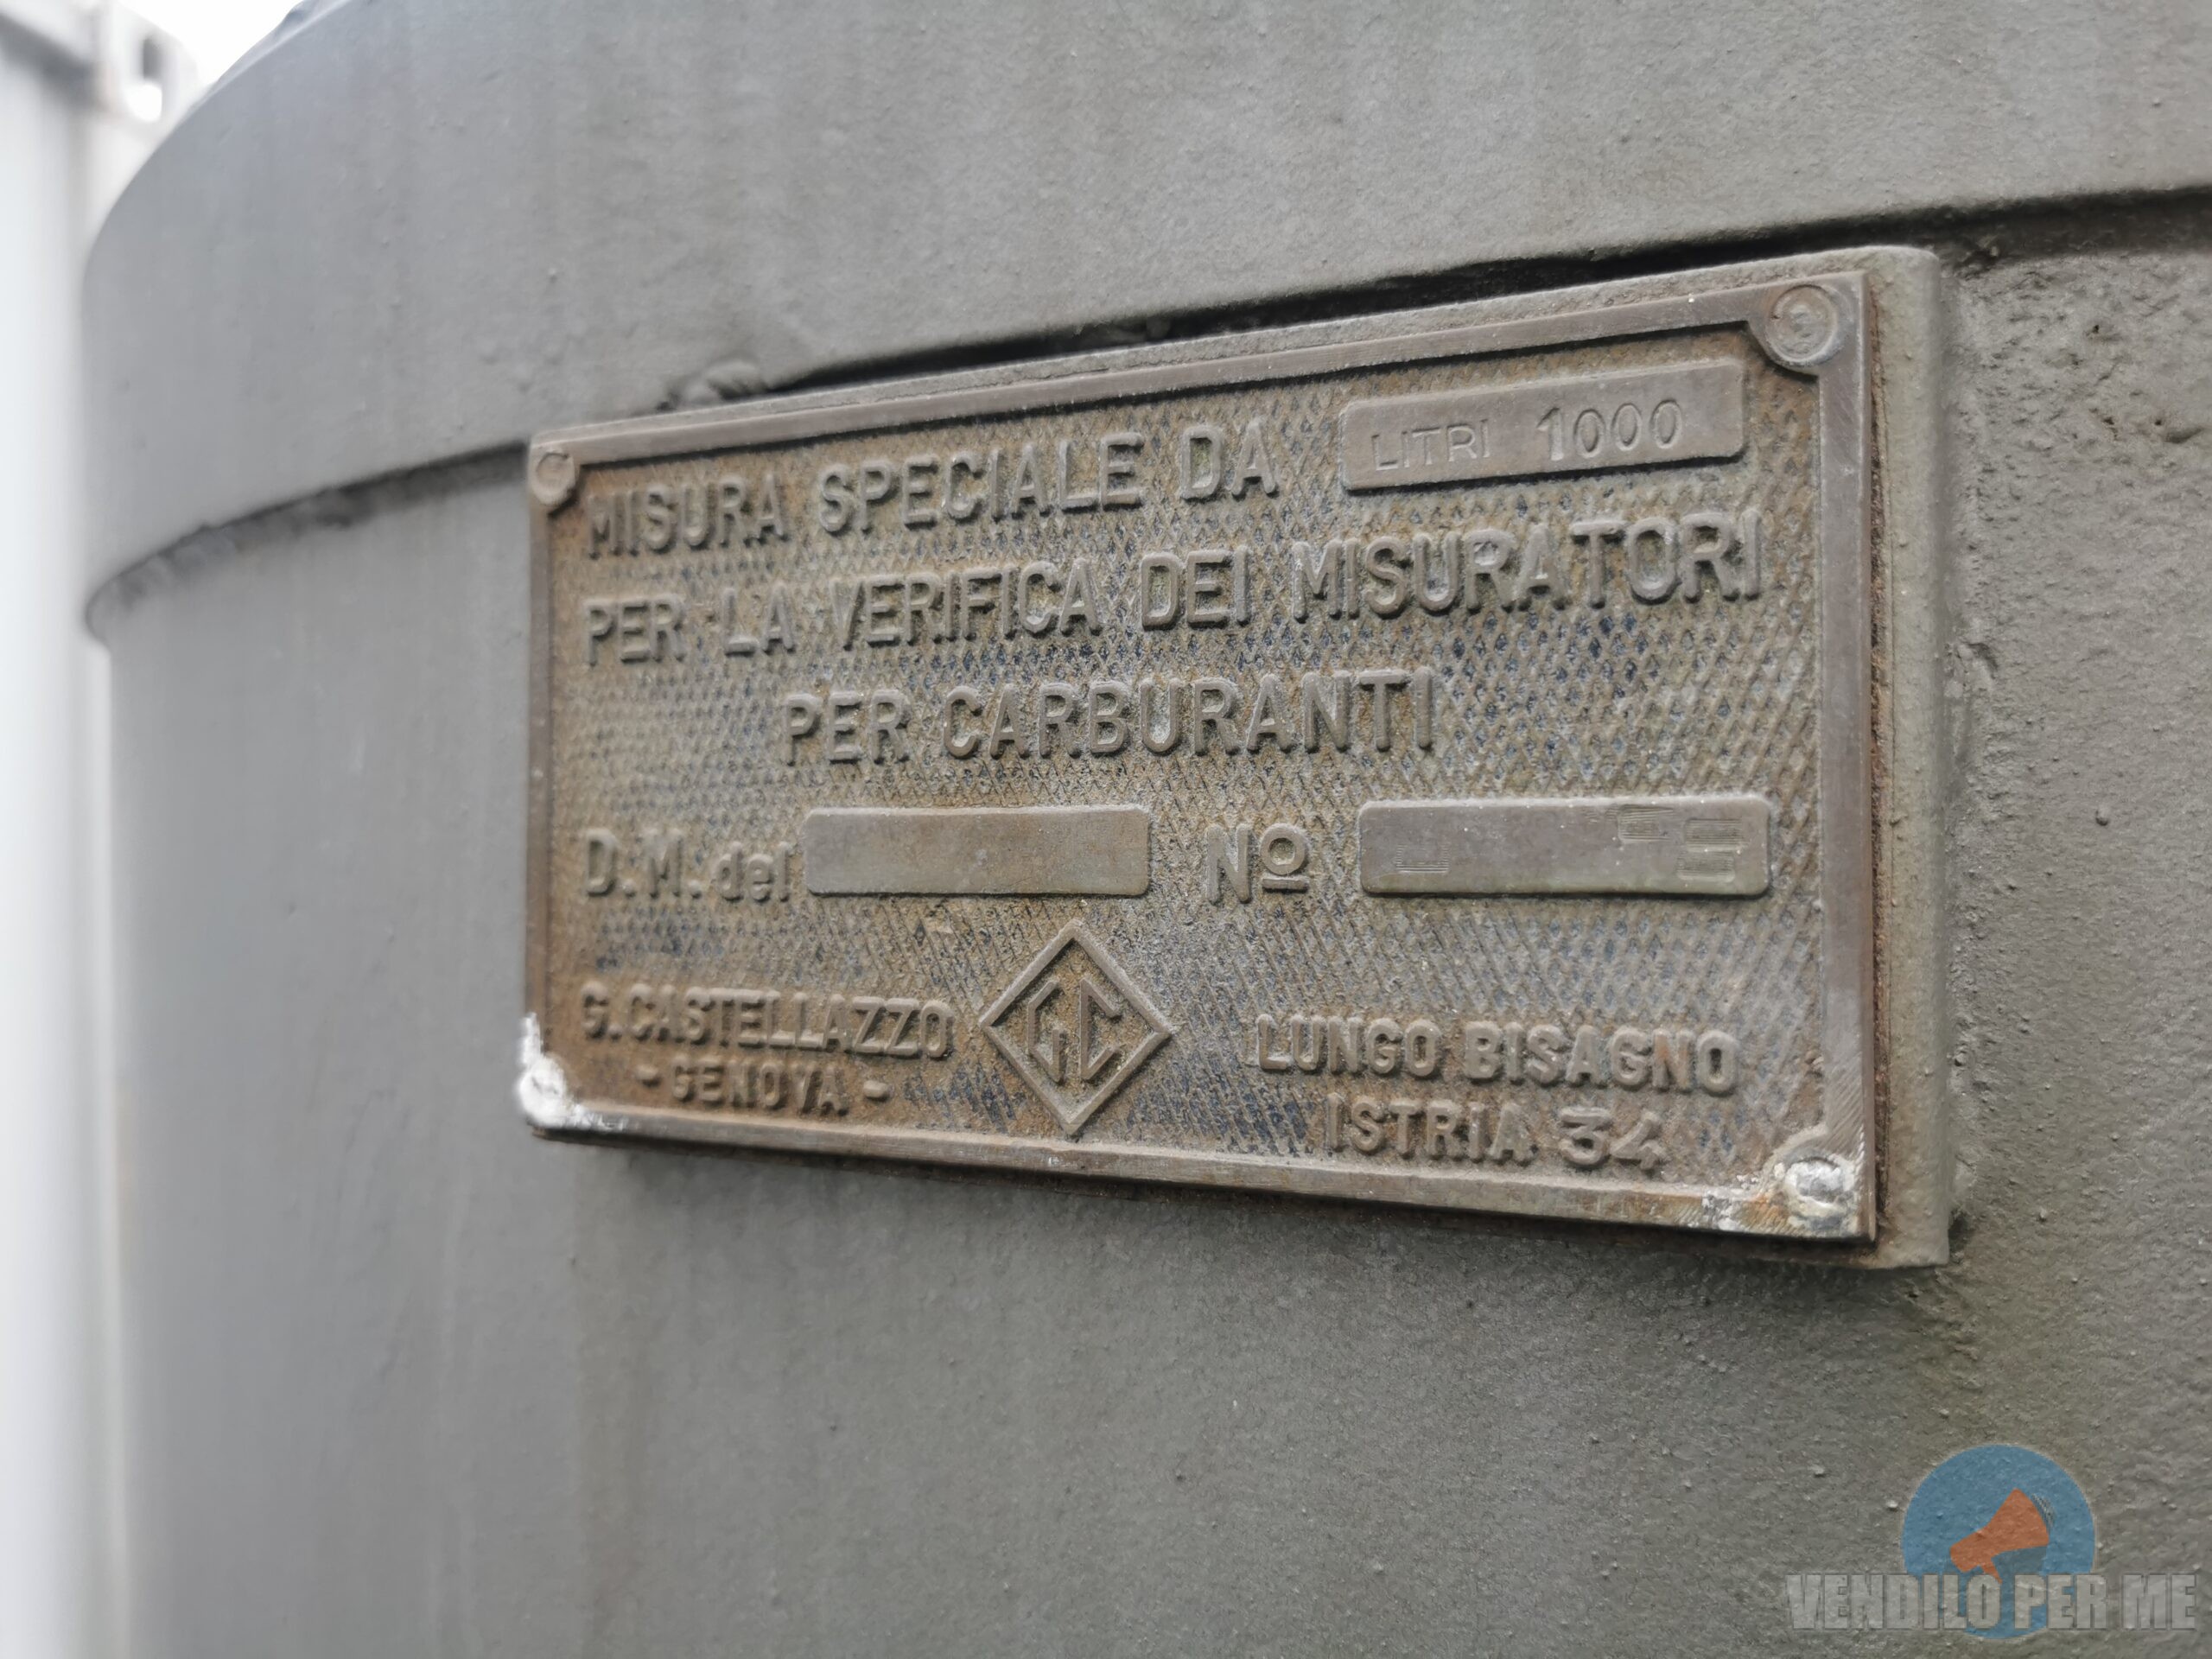 MISURA SPECIALE DA LITRI 1000
PER LA VERIFICA DEI MISURATORI
PER CARBURANTI
D.M. del Nº
G. CASTELLAZZO
- GENOVA -
GC
LUNGO BISAGNO
ISTRIA 34
VENDILO PER ME